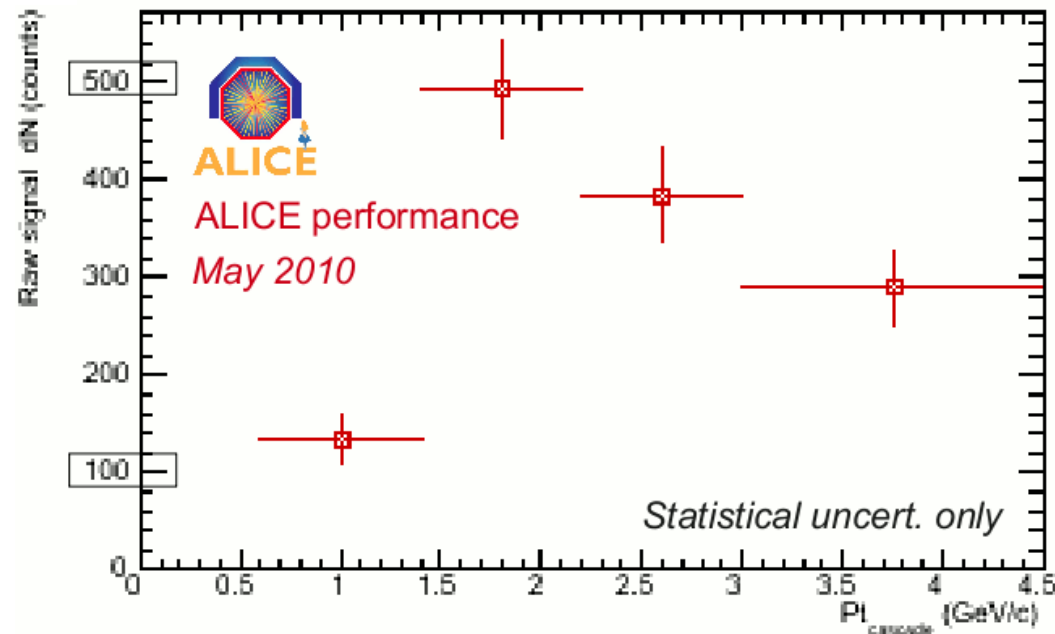 Raw signal dN (counts)
500
400
300
200
100
0
ALICE
ALICE performance
May 2010
Statistical uncert. only
0 0.5 1 1.5 2 2.5 3 3.5 4 4.5
Pt cascade (GeV/c)